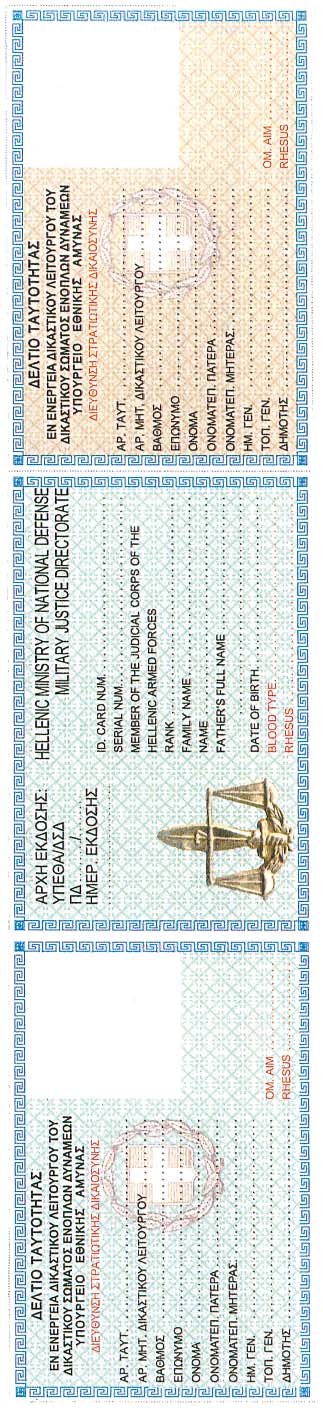 ΔΕΛΤΙΟ ΤΑΥΤΟΤΗΤΑΣ
ΕΝ ΕΝΕΡΓΕΙΑ ΔΙΚΑΣΤΙΚΟΥ ΛΕΙΤΟΥΡΓΟΥ ΤΟΥ
ΔΙΚΑΣΤΙΚΟΥ ΣΩΜΑΤΟΣ ΕΝΟΠΛΩΝ ΔΥΝΑΜΕΩΝ
ΥΠΟΥΡΓΕΙΟ ΕΘΝΙΚΗΣ ΑΜΥΝΑΣ
ΔΙΕΥΘΥΝΣΗ ΣΤΡΑΤΙΩΤΙΚΗΣ ΔΙΚΑΙΟΣΥΝΗΣ
ΑΡ. ΤΑΥΤ.
ΑΡ. ΜΗΤ. ΔΙΚΑΣΤΙΚΟΥ ΛΕΙΤΟΥΡΓΟΥ
ΒΑΘΜΟΣ
ΕΠΩΝΥΜΟ
ΟΝΟΜΑ
ΟΝΟΜΑΤΕΠ. ΠΑΤΕΡΑ
ΟΝΟΜΑΤΕΠ. ΜΗΤΕΡΑΣ.
ΗΜ. ΓΕΝ.
ΤΟΠ. ΓΕΝ. ΟΜ. ΑΙΜ
ΔΗΜΟΤΗΣ RHESUS
ΑΡΧΗ ΕΚΔΟΣΗΣ:
ΥΠΕΘΑ/ΔΣΔ
ΠΔ ....../......
ΗΜΕΡ. ΕΚΔΟΣΗΣ
HELLENIC MINISTRY OF NATIONAL DEFENSE
MILITARY JUSTICE DIRECTORATE
ID. CARD NUM.
SERIAL NUM.
MEMBER OF THE JUDICIAL CORPS OF THE
HELLENIC ARMED FORCES
RANK
FAMILY NAME
NAME
FATHER'S FULL NAME
DATE OF BIRTH.
BLOOD TYPE.
RHESUS
ΔΕΛΤΙΟ ΤΑΥΤΟΤΗΤΑΣ
ΕΝ ΕΝΕΡΓΕΙΑ ΔΙΚΑΣΤΙΚΟΥ ΛΕΙΤΟΥΡΓΟΥ ΤΟΥ
ΔΙΚΑΣΤΙΚΟΥ ΣΩΜΑΤΟΣ ΕΝΟΠΛΩΝ ΔΥΝΑΜΕΩΝ
ΥΠΟΥΡΓΕΙΟ ΕΘΝΙΚΗΣ ΑΜΥΝΑΣ
ΔΙΕΥΘΥΝΣΗ ΣΤΡΑΤΙΩΤΙΚΗΣ ΔΙΚΑΙΟΣΥΝΗΣ
ΑΡ. ΤΑΥΤ.
ΑΡ. ΜΗΤ. ΔΙΚΑΣΤΙΚΟΥ ΛΕΙΤΟΥΡΓΟΥ
ΒΑΘΜΟΣ
ΕΠΩΝΥΜΟ
ΟΝΟΜΑ
ΟΝΟΜΑΤΕΠ. ΠΑΤΕΡΑ
ΟΝΟΜΑΤΕΠ. ΜΗΤΕΡΑΣ.
ΗΜ. ΓΕΝ.
ΤΟΠ. ΓΕΝ. ΟΜ. ΑΙΜ
ΔΗΜΟΤΗΣ RHESUS